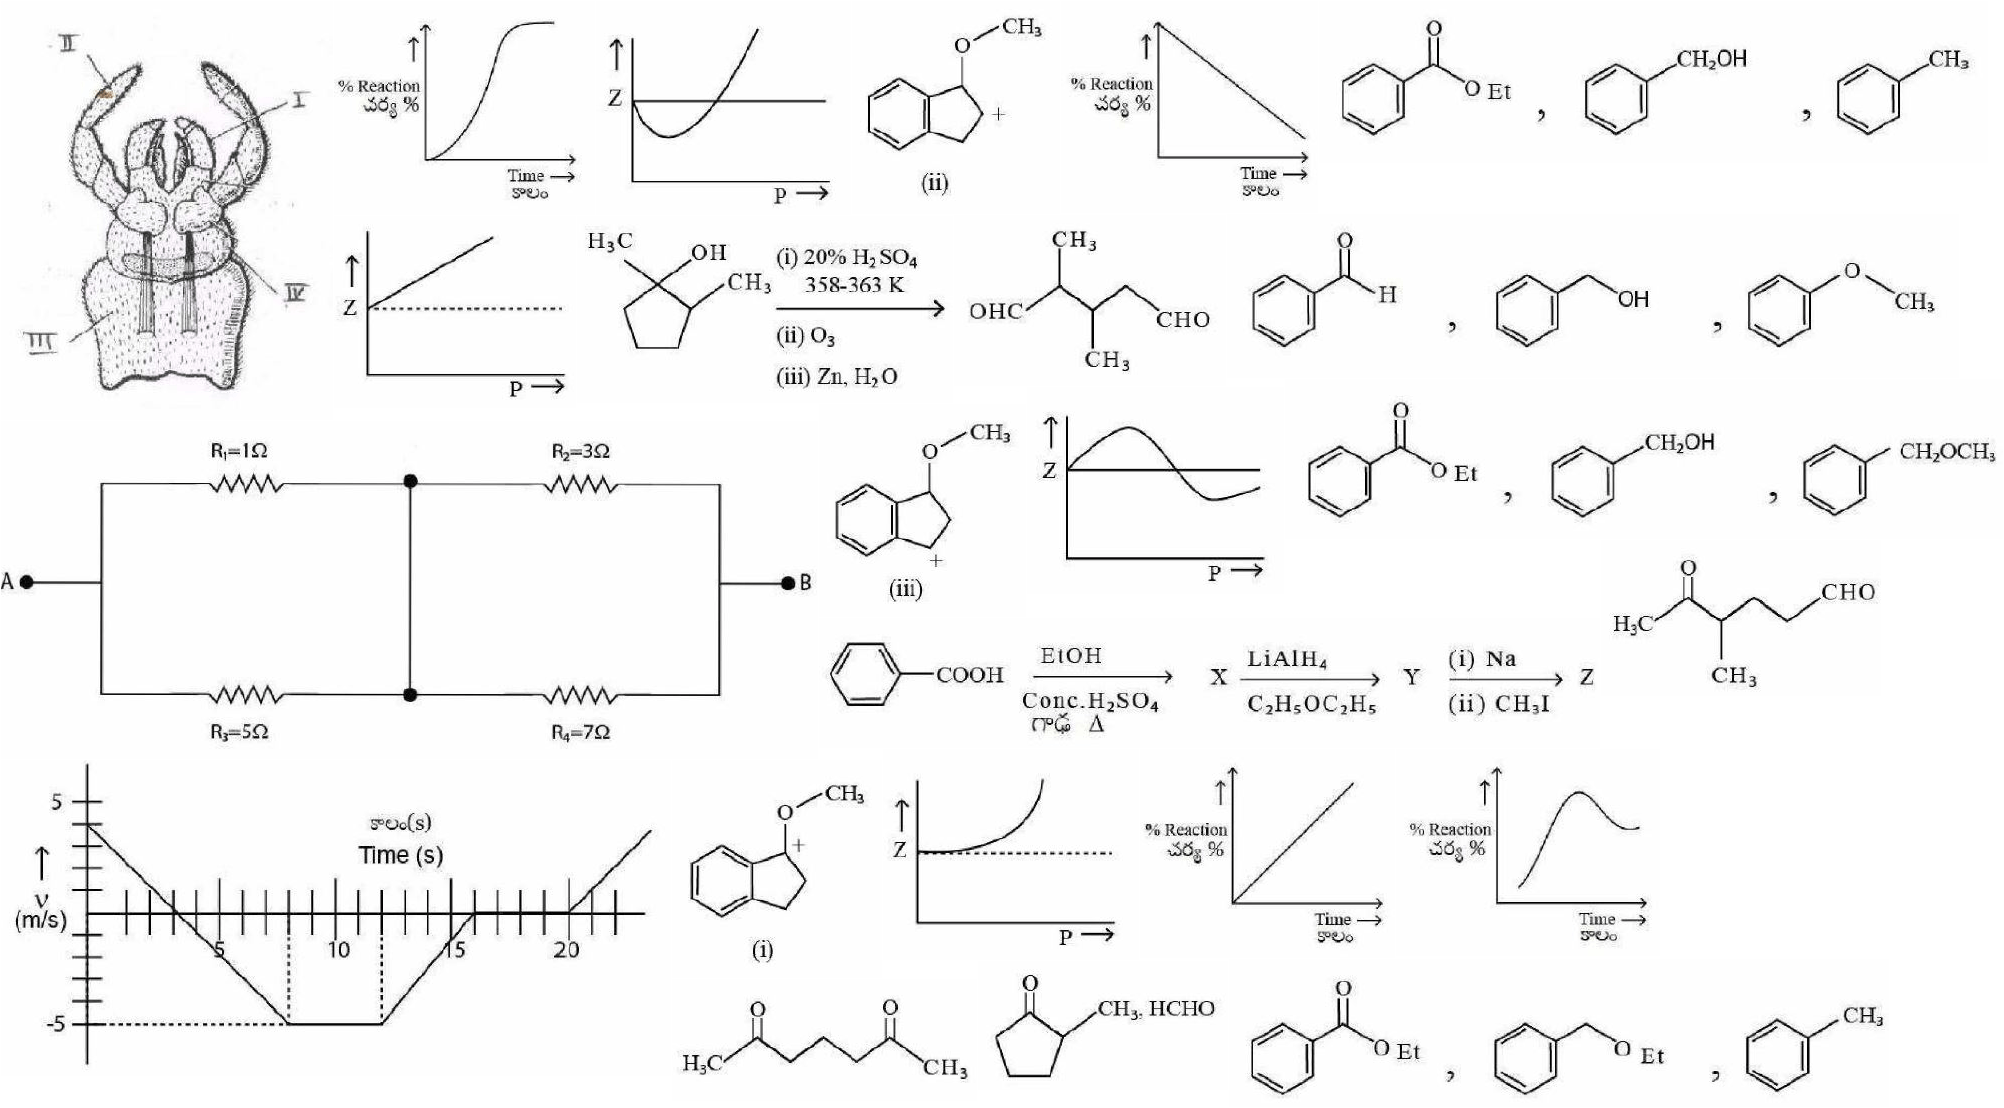 II
I
IV
III
% Reaction
చర్య %
Time →
కాలం
Z
P →
O
CH₃
+
(ii)
% Reaction
చర్య %
Time →
కాలం
O
O Et
,
CH₂OH
,
CH₃
Z
P →
H₃C
OH
CH₃
(i) 20% H₂SO₄
358-363 K
(ii) O₃
(iii) Zn, H₂O
CH₃
OHC
CHO
CH₃
O
H
,
OH
,
O
CH₃
R₁=1Ω
R₂=3Ω
A
B
R₃=5Ω
R₄=7Ω
O
CH₃
+
(iii)
Z
P →
O
O Et
,
CH₂OH
,
CH₂OCH₃
COOH
EtOH
Conc.H₂SO₄
గాఢ Δ
X
LiAlH₄
C₂H₅OC₂H₅
Y
(i) Na
(ii) CH₃I
Z
O
H₃C
CHO
CH₃
5
v
(m/s)
-5
కాలం(s)
Time (s)
5
10
15
20
O
CH₃
+
(i)
Z
P →
% Reaction
చర్య %
Time →
కాలం
% Reaction
చర్య %
Time →
కాలం
O
O
H₃C
CH₃
O
CH₃, HCHO
O
O Et
,
O Et
,
CH₃